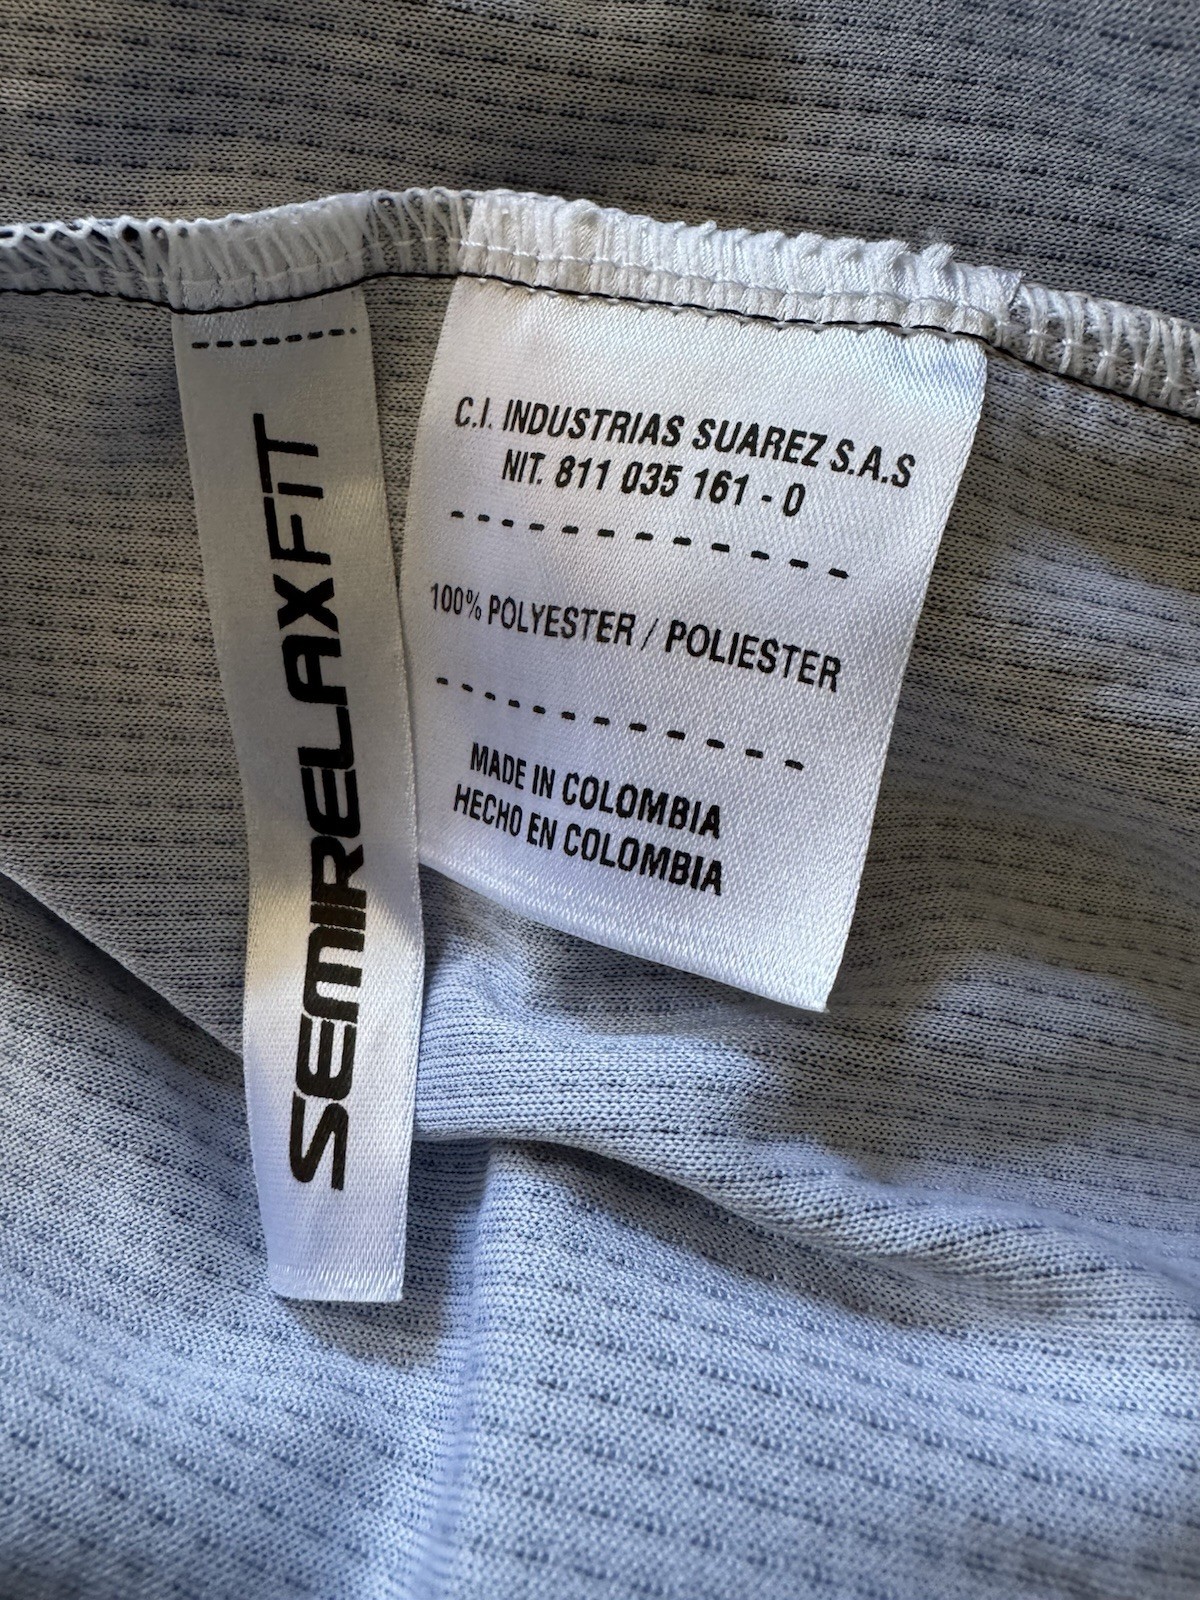 SEMIRELAXFIT
C.I. INDUSTRIAS SUAREZ S.A.S
NIT. 811 035 161 - 0
100% POLYESTER / POLIESTER
MADE IN COLOMBIA
HECHO EN COLOMBIA